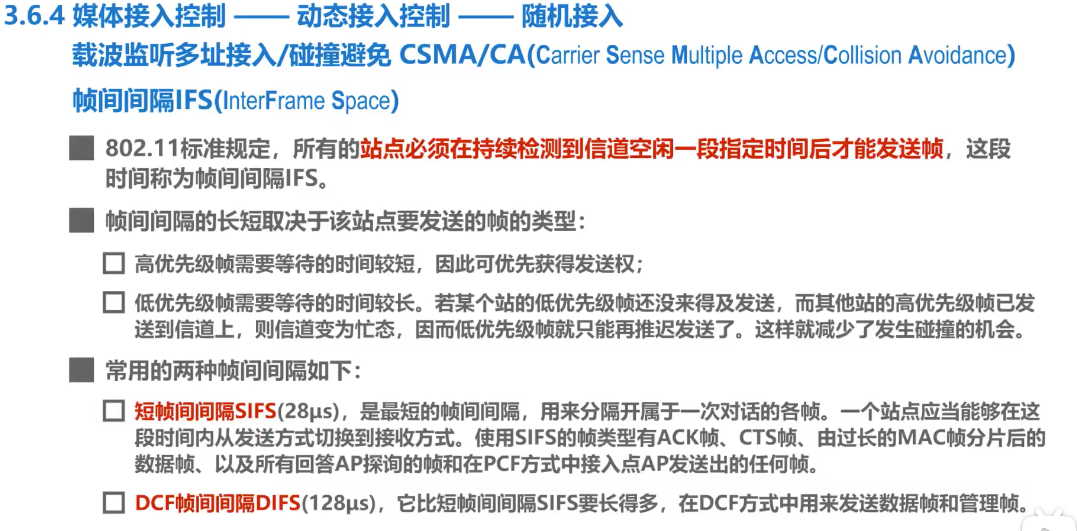 3.6.4 媒体接入控制 —— 动态接入控制 —— 随机接入
载波监听多址接入/碰撞避免 CSMA/CA(Carrier Sense Multiple Access/Collision Avoidance)
帧间间隔IFS(InterFrame Space)
802.11标准规定，所有的站点必须在持续检测到信道空闲一段指定时间后才能发送帧，这段
时间称为帧间间隔IFS。
帧间间隔的长短取决于该站点要发送的帧的类型：
高优先级帧需要等待的时间较短，因此可优先获得发送权；
低优先级帧需要等待的时间较长。若某个站的低优先级帧还没来得及发送，而其他站的高优先级帧已发
送到信道上，则信道变为忙态，因而低优先级帧就只能再推迟发送了。这样就减少了发生碰撞的机会。
常用的两种帧间间隔如下：
短帧间间隔SIFS(28μs)，是最短的帧间间隔，用来分隔开属于一次对话的各帧。一个站点应当能够在这
段时间内从发送方式切换到接收方式。使用SIFS的帧类型有ACK帧、CTS帧、由过长的MAC帧分片后的
数据帧、以及所有回答AP探询的帧和在PCF方式中接入点AP发送出的任何帧。
DCF帧间间隔DIFS(128μs)，它比短帧间间隔SIFS要长得多，在DCF方式中用来发送数据帧和管理帧。